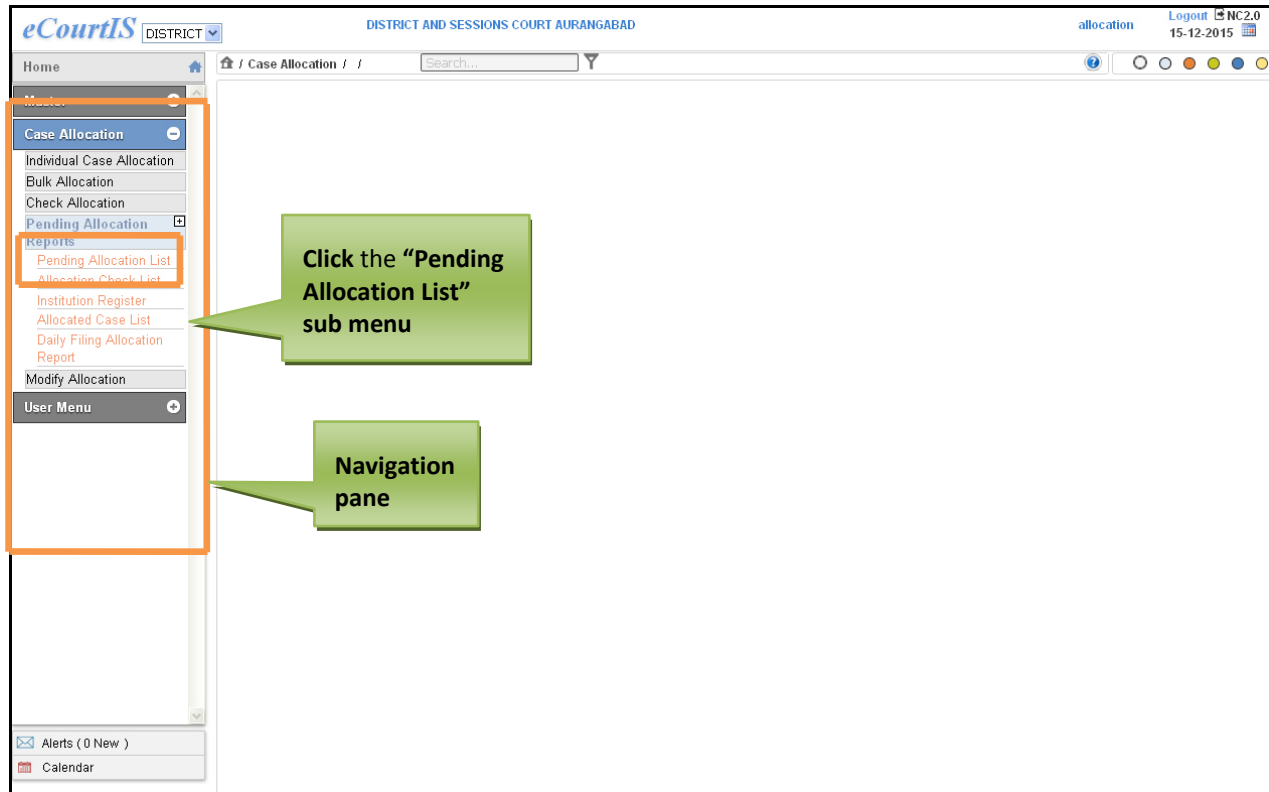 eCourtIS DISTRICT
DISTRICT AND SESSIONS COURT AURANGABAD
allocation
Logout NC2.0
15-12-2015
Home
/ Case Allocation / /
Search...
Case Allocation
Individual Case Allocation
Bulk Allocation
Check Allocation
Pending Allocation
Reports
Pending Allocation List
Allocation Check List
Institution Register
Allocated Case List
Daily Filing Allocation
Report
Modify Allocation
User Menu
Click the “Pending
Allocation List”
sub menu
Navigation
pane
Alerts ( 0 New )
Calendar